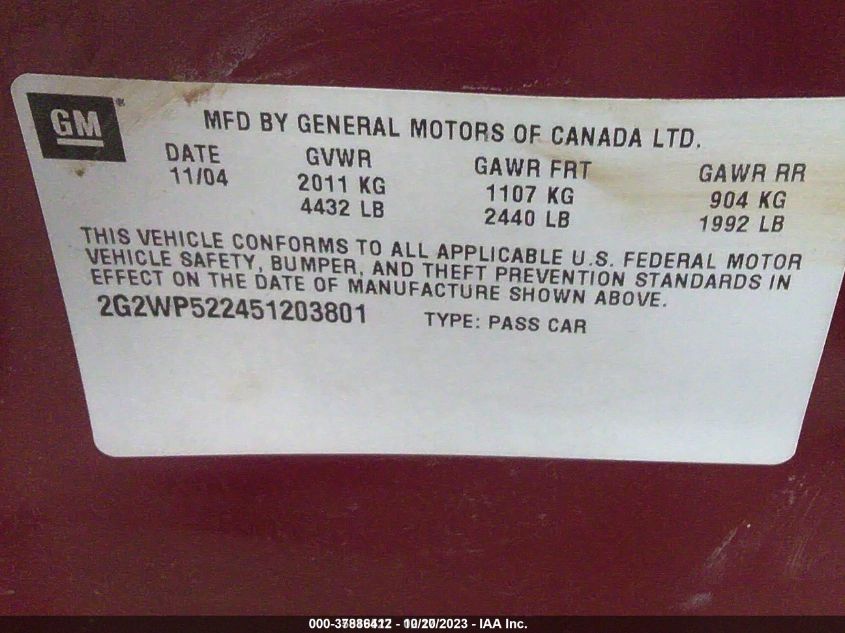 GM
MFD BY GENERAL MOTORS OF CANADA LTD.
DATE GVWR GAWR FRT GAWR RR
11/04 2011 KG 1107 KG 904 KG
4432 LB 2440 LB 1992 LB
THIS VEHICLE CONFORMS TO ALL APPLICABLE U.S. FEDERAL MOTOR
VEHICLE SAFETY, BUMPER, AND THEFT PREVENTION STANDARDS IN
EFFECT ON THE DATE OF MANUFACTURE SHOWN ABOVE.
2G2WP522451203801 TYPE: PASS CAR
- IAA Inc.